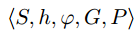 ⟨S, h, φ, G, P⟩